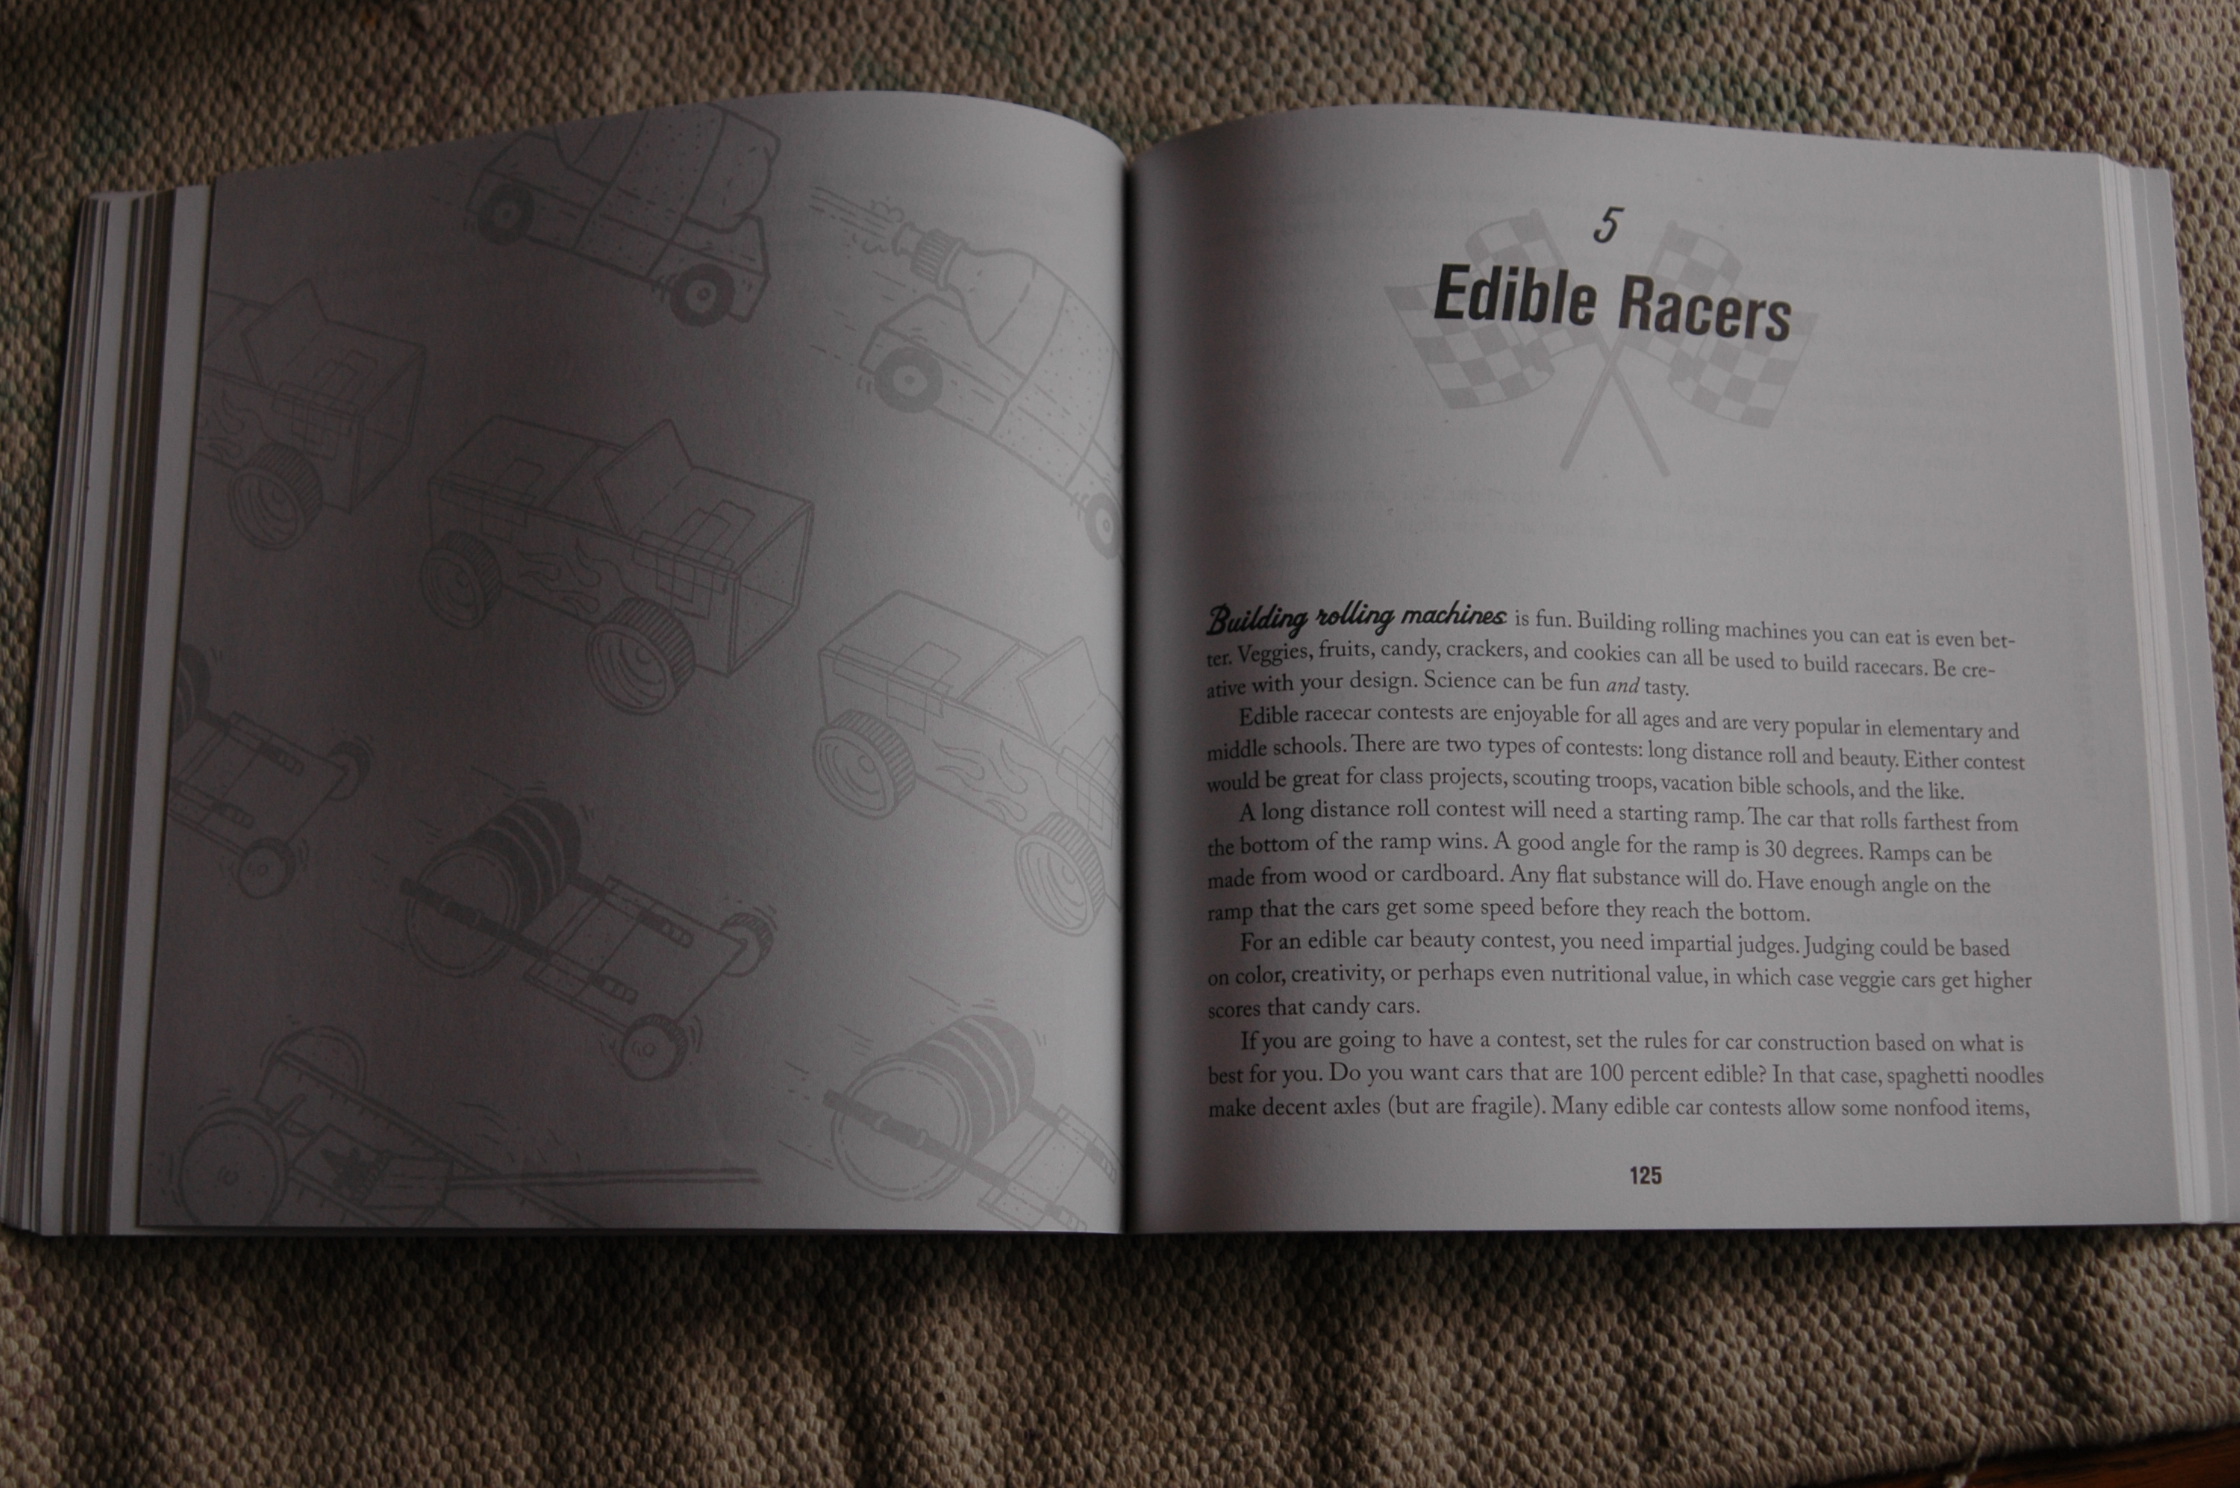 5
Edible Racers
Building rolling machines is fun. Building rolling machines you can eat is even bet-
ter. Veggies, fruits, candy, crackers, and cookies can all be used to build racecars. Be cre-
ative with your design. Science can be fun and tasty.
Edible racecar contests are enjoyable for all ages and are very popular in elementary and
middle schools. There are two types of contests: long distance roll and beauty. Either contest
would be great for class projects, scouting troops, vacation bible schools, and the like.
A long distance roll contest will need a starting ramp. The car that rolls farthest from
the bottom of the ramp wins. A good angle for the ramp is 30 degrees. Ramps can be
made from wood or cardboard. Any flat substance will do. Have enough angle on the
ramp that the cars get some speed before they reach the bottom.
For an edible car beauty contest, you need impartial judges. Judging could be based
on color, creativity, or perhaps even nutritional value, in which case veggie cars get higher
scores that candy cars.
If you are going to have a contest, set the rules for car construction based on what is
best for you. Do you want cars that are 100 percent edible? In that case, spaghetti noodles
make decent axles (but are fragile). Many edible car contests allow some nonfood items,
125